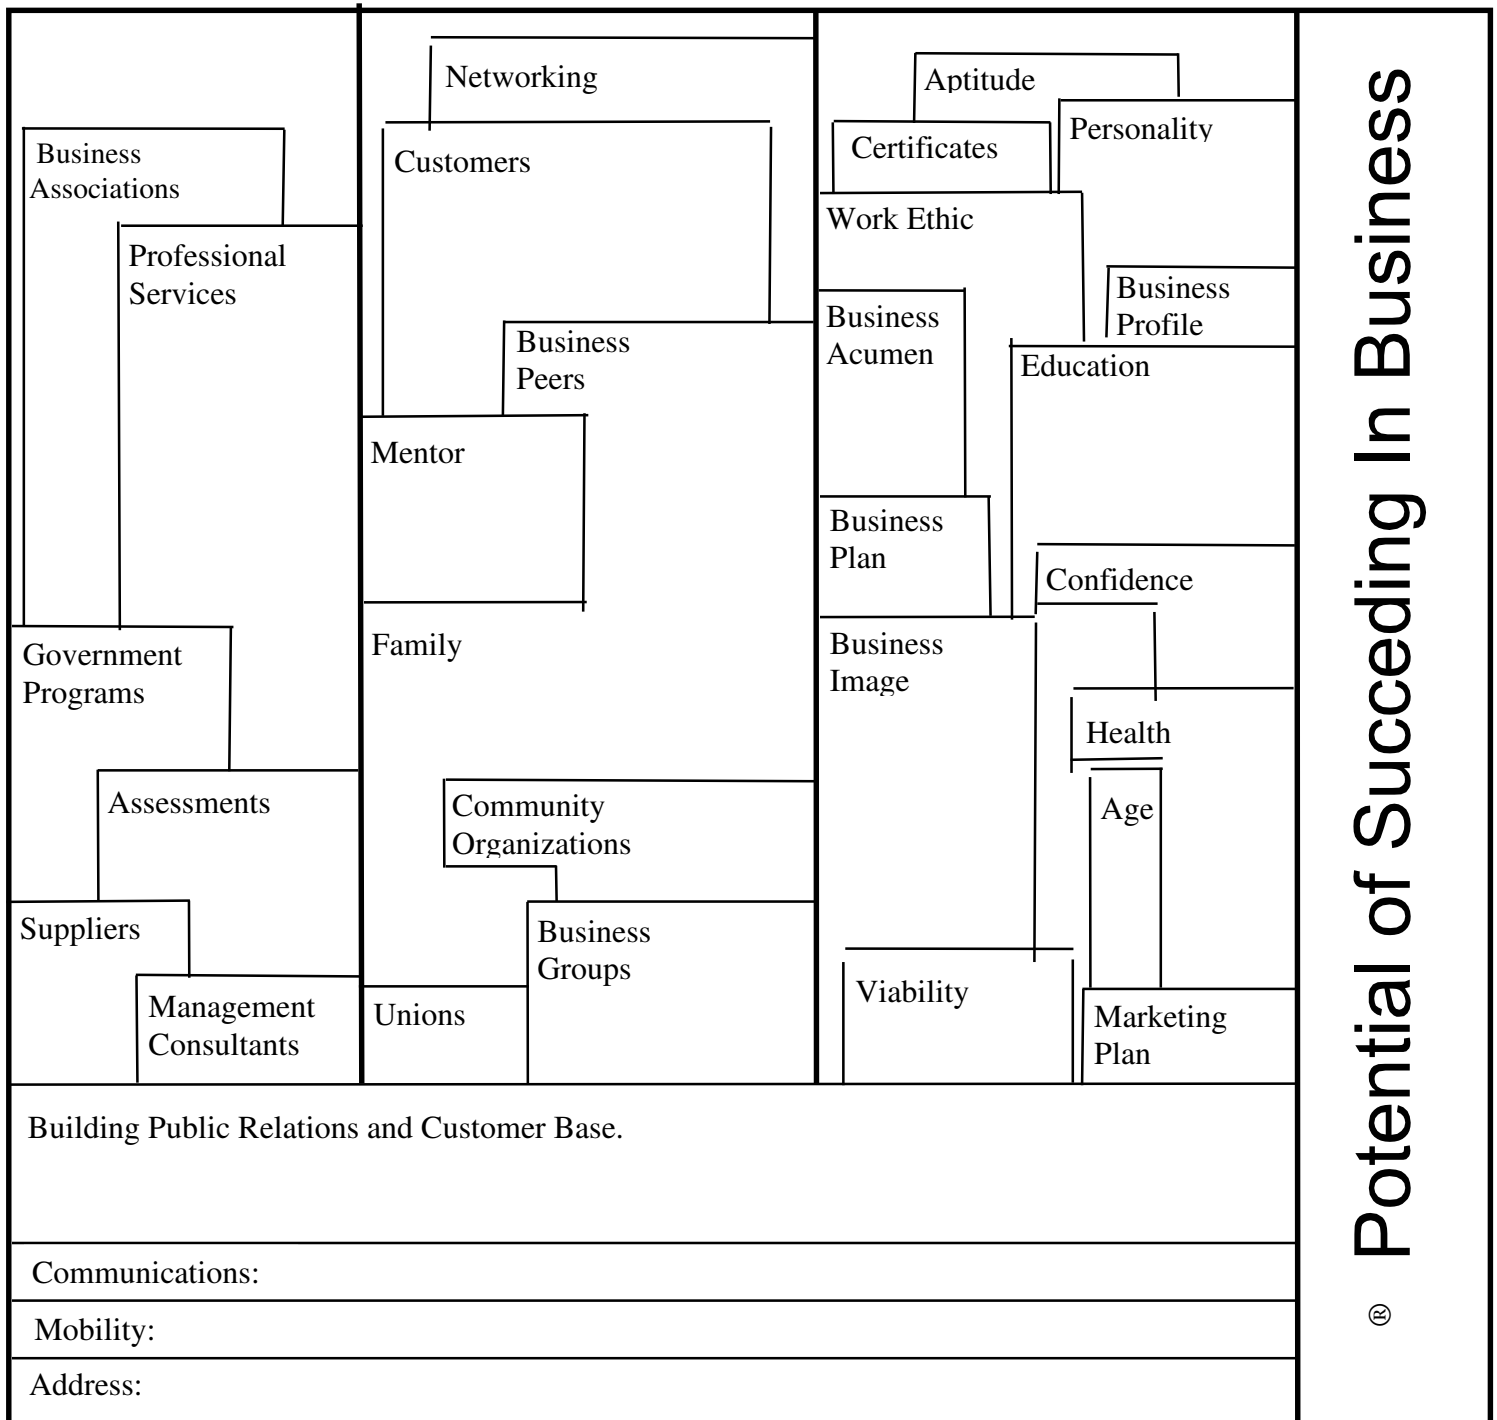 Business
Associations
Professional
Services
Government
Programs
Assessments
Suppliers
Management
Consultants
Networking
Customers
Business
Peers
Mentor
Family
Community
Organizations
Business
Groups
Unions
Aptitude
Personality
Certificates
Work Ethic
Business
Profile
Business
Acumen
Education
Business
Plan
Confidence
Business
Image
Health
Age
Viability
Marketing
Plan
Building Public Relations and Customer Base.
Communications:
Mobility:
Address:
® Potential of Succeeding In Business